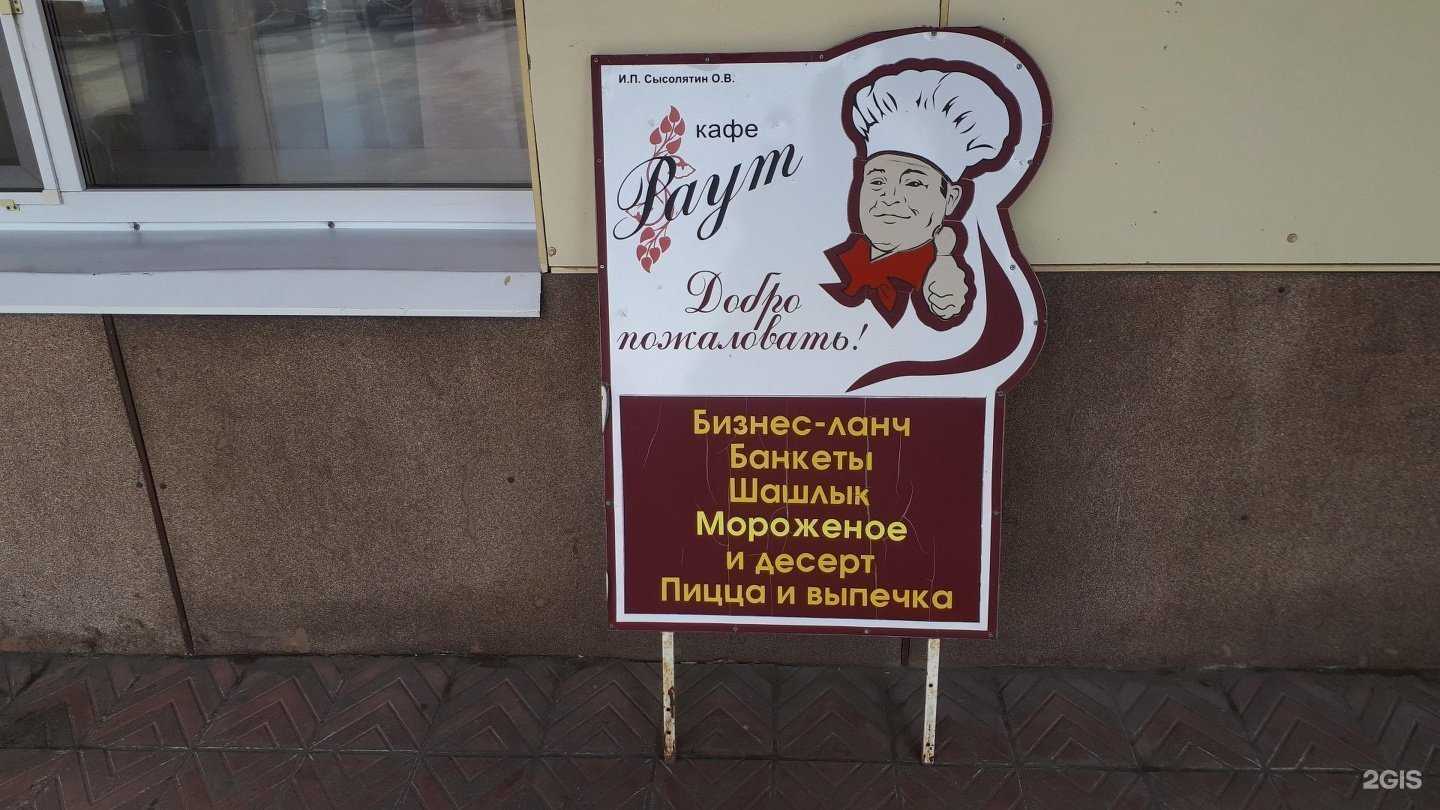 И.П. Сысолятин О.В.
кафе
Раут
Добро
пожаловать!
Бизнес-ланч
Банкеты
Шашлык
Мороженое
и десерт
Пицца и выпечка
2GIS